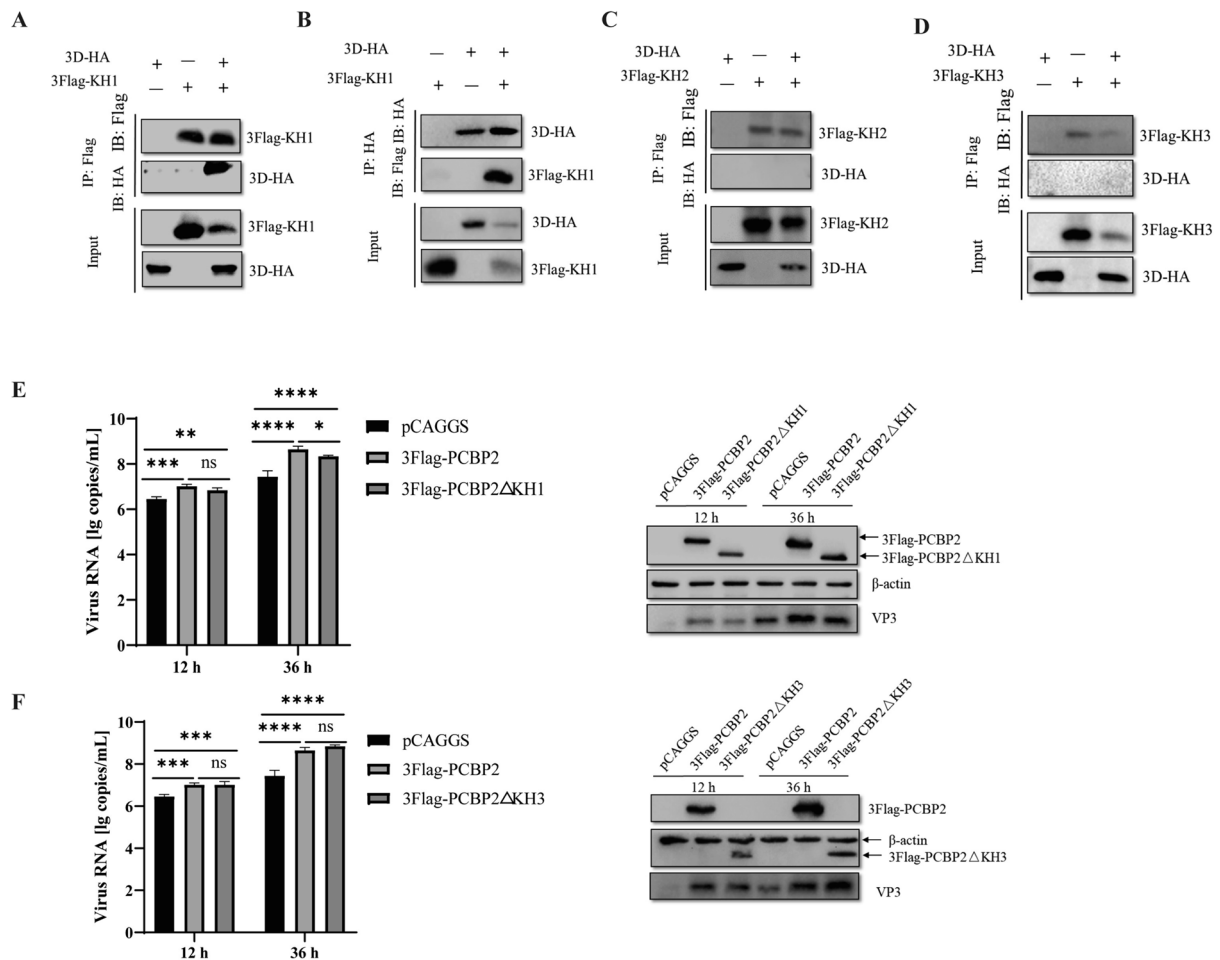 A
3D-HA + — +
3Flag-KH1 — + +
IP: Flag
IB: Flag
IB: HA
3Flag-KH1
3D-HA
Input
3Flag-KH1
3D-HA
B
3D-HA — + +
3Flag-KH1 + — +
IP: HA
IB: HA
IB: Flag
3D-HA
3Flag-KH1
Input
3D-HA
3Flag-KH1
C
3D-HA + — +
3Flag-KH2 — + +
IP: Flag
IB: Flag
IB: HA
3Flag-KH2
3D-HA
Input
3Flag-KH2
3D-HA
D
3D-HA + — +
3Flag-KH3 — + +
IP: Flag
IB: Flag
IB: HA
3Flag-KH3
3D-HA
Input
3Flag-KH3
3D-HA
E
Virus RNA [lg copies/mL]
10
8
6
4
2
0
** *** ns
**** **** *
12 h 36 h
pCAGGS
3Flag-PCBP2
3Flag-PCBP2△KH1
pCAGGS 3Flag-PCBP2 3Flag-PCBP2△KH1 pCAGGS 3Flag-PCBP2 3Flag-PCBP2△KH1
12 h 36 h
3Flag-PCBP2
3Flag-PCBP2△KH1
β-actin
VP3
F
Virus RNA [lg copies/mL]
10
8
6
4
2
0
*** *** ns
**** **** ns
12 h 36 h
pCAGGS
3Flag-PCBP2
3Flag-PCBP2△KH3
pCAGGS 3Flag-PCBP2 3Flag-PCBP2△KH3 pCAGGS 3Flag-PCBP2 3Flag-PCBP2△KH3
12 h 36 h
3Flag-PCBP2
β-actin
3Flag-PCBP2△KH3
VP3